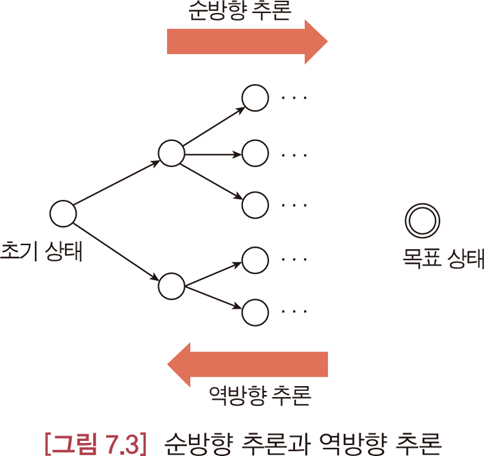 순방향 추론
· · ·
· · ·
· · ·
초기 상태
목표 상태
· · ·
· · ·
역방향 추론
[그림 7.3] 순방향 추론과 역방향 추론